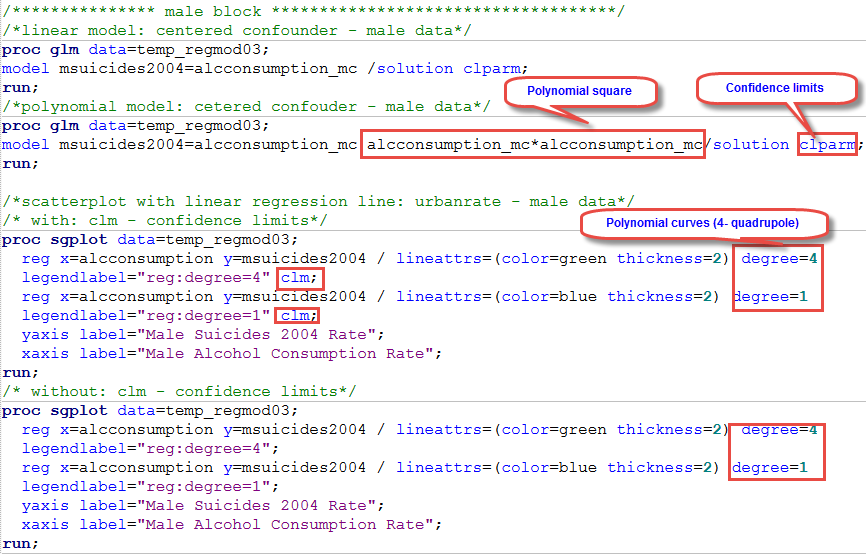 /*************** male block ***********************************/
/*linear model: centered confounder - male data*/
proc glm data=temp_regmod03;
model msuicides2004=alcconsumption_mc /solution clparm;
run;
Polynomial square
Confidence limits
/*polynomial model: cetered confouder - male data*/
proc glm data=temp_regmod03;
model msuicides2004=alcconsumption_mc alcconsumption_mc*alcconsumption_mc/solution clparm;
run;
/*scatterplot with linear regression line: urbanrate - male data*/
Polynomial curves (4- quadrupole)
/* with: clm - confidence limits*/
proc sgplot data=temp_regmod03;
reg x=alcconsumption y=msuicides2004 / lineattrs=(color=green thickness=2) degree=4
legendlabel="reg:degree=4" clm;
reg x=alcconsumption y=msuicides2004 / lineattrs=(color=blue thickness=2) degree=1
legendlabel="reg:degree=1" clm;
yaxis label="Male Suicides 2004 Rate";
xaxis label="Male Alcohol Consumption Rate";
run;
/* without: clm - confidence limits*/
proc sgplot data=temp_regmod03;
reg x=alcconsumption y=msuicides2004 / lineattrs=(color=green thickness=2) degree=4
legendlabel="reg:degree=4";
reg x=alcconsumption y=msuicides2004 / lineattrs=(color=blue thickness=2) degree=1
legendlabel="reg:degree=1";
yaxis label="Male Suicides 2004 Rate";
xaxis label="Male Alcohol Consumption Rate";
run;